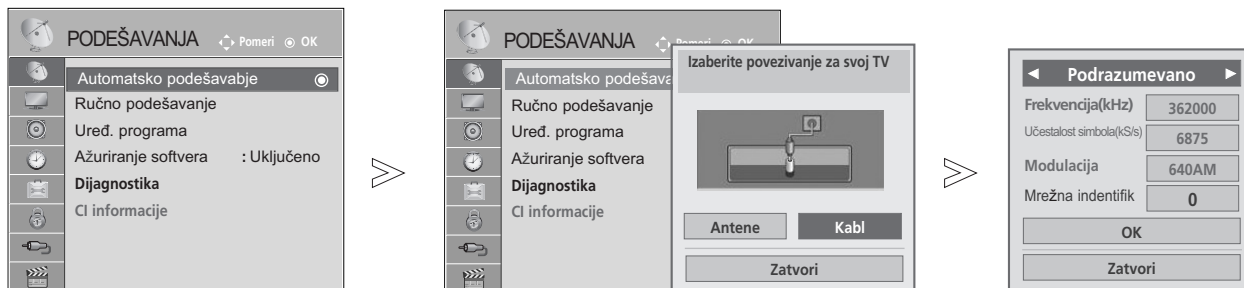 PODEŠAVANJA Pomeri OK
Automatsko podešavabje
Ručno podešavanje
Uređ. programa
Ažuriranje softvera : Uključeno
Dijagnostika
CI informacije
PODEŠAVANJA Pomeri OK
Automatsko podešava
Ručno podešavanje
Uređ. programa
Ažuriranje softvera
Dijagnostika
CI informacije
Izaberite povezivanje za svoj TV
Antene Kabl
Zatvori
Podrazumevano
Frekvencija(kHz) 362000
Učestalost simbola(kS/s) 6875
Modulacija 640AM
Mrežna indentifik 0
OK
Zatvori